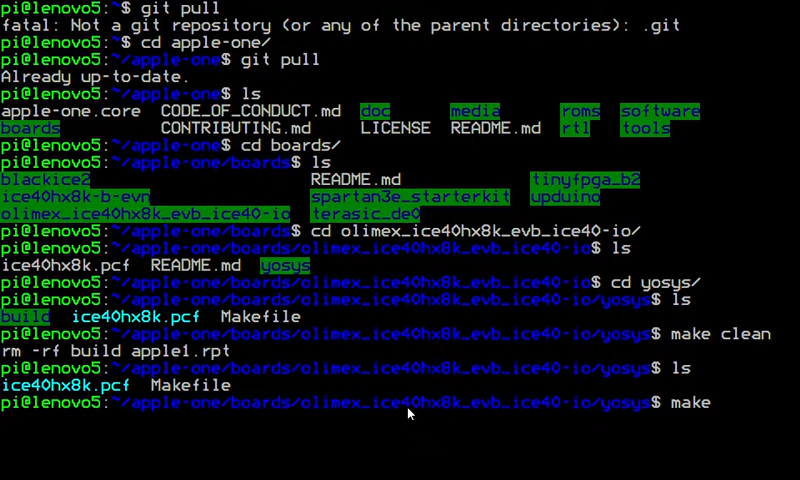 pi@lenovo5:~$ git pull
fatal: Not a git repository (or any of the parent directories): .git
pi@lenovo5:~$ cd apple-one/
pi@lenovo5:~/apple-one$ git pull
Already up-to-date.
pi@lenovo5:~/apple-one$ ls
apple-one.core  CODE_OF_CONDUCT.md  doc  media  roms  software
boards  CONTRIBUTING.md  LICENSE  README.md  rtl  tools
pi@lenovo5:~/apple-one$ cd boards/
pi@lenovo5:~/apple-one/boards$ ls
blackice2  README.md  tinyfpga_b2
ice40hx8k-b-evn  spartan3e_starterkit  upduino
olimex_ice40hx8k_evb_ice40-io  terasic_de0
pi@lenovo5:~/apple-one/boards$ cd olimex_ice40hx8k_evb_ice40-io/
pi@lenovo5:~/apple-one/boards/olimex_ice40hx8k_evb_ice40-io$ ls
ice40hx8k.pcf  README.md  yosys
pi@lenovo5:~/apple-one/boards/olimex_ice40hx8k_evb_ice40-io$ cd yosys/
pi@lenovo5:~/apple-one/boards/olimex_ice40hx8k_evb_ice40-io/yosys$ ls
build  ice40hx8k.pcf  Makefile
pi@lenovo5:~/apple-one/boards/olimex_ice40hx8k_evb_ice40-io/yosys$ make clean
rm -rf build apple1.rpt
pi@lenovo5:~/apple-one/boards/olimex_ice40hx8k_evb_ice40-io/yosys$ ls
ice40hx8k.pcf  Makefile
pi@lenovo5:~/apple-one/boards/olimex_ice40hx8k_evb_ice40-io/yosys$ make